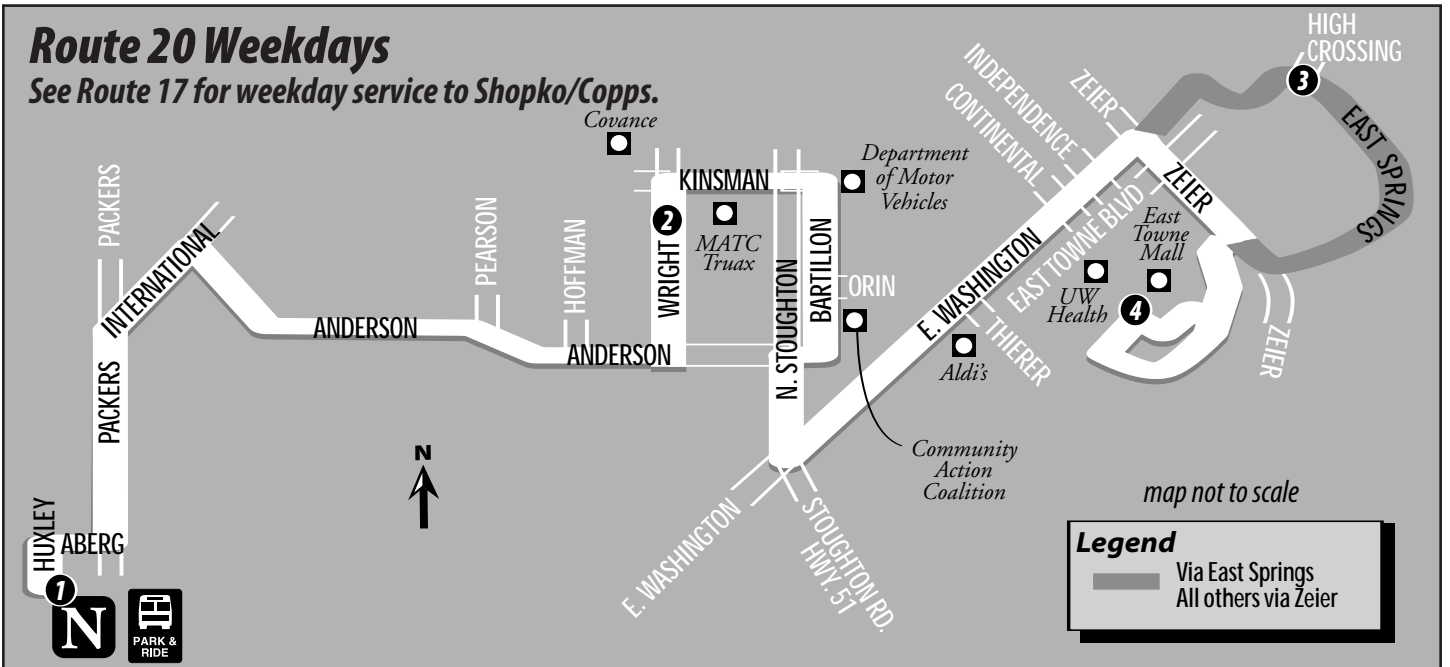 Route 20 Weekdays
See Route 17 for weekday service to Shopko/Copps.
HIGH
CROSSING
3
EAST SPRINGS
INDEPENDENCE
CONTINENTAL
ZEIER
Covance
KINSMAN
Department
of Motor
Vehicles
PACKERS
INTERNATIONAL
PEARSON
HOFFMAN
WRIGHT
2
MATC
Truax
N. STOUGHTON
BARTILLON
CORIN
E. WASHINGTON
EAST TOWNE BLVD
ZEIER
East
Towne
Mall
UW
Health
4
ZEIER
THIERER
Aldi's
ANDERSON
ANDERSON
PACKERS
N
Community
Action
Coalition
E. WASHINGTON
STOUGHTON RD.
HWY. 51
HUXLEY
ABERG
1
N
PARK &
RIDE
map not to scale
Legend
Via East Springs
All others via Zeier